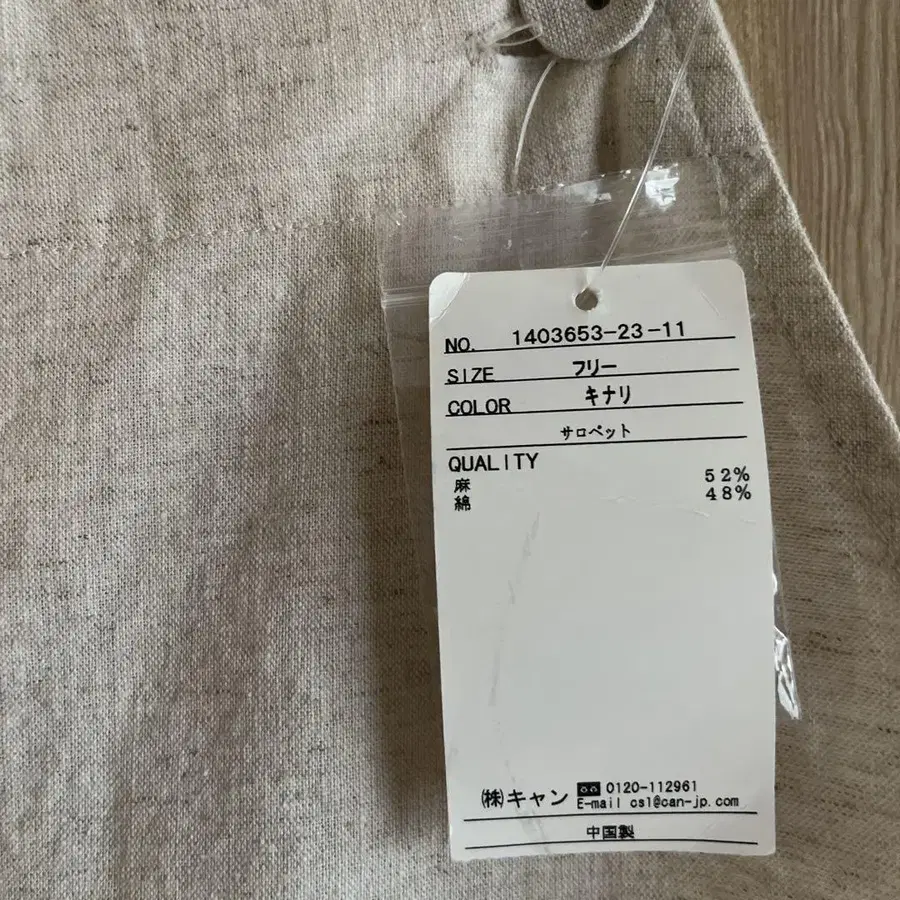 NO. 1403653-23-11
SIZE フリー
COLOR キナリ
サロペット
QUALITY
麻 52%
綿 48%
㈱キャン 0120-112961
E-mail cs1@can-jp.com
中国製